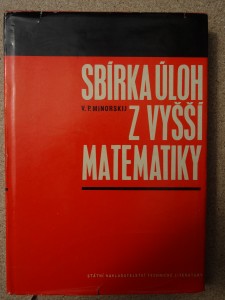 SBÍRKA ÚLOH
V. P. MINORSKIJ
Z VYŠŠÍ
MATEMATIKY
STÁTNÍ NAKLADATELSTVÍ TECHNICKÉ LITERATURY